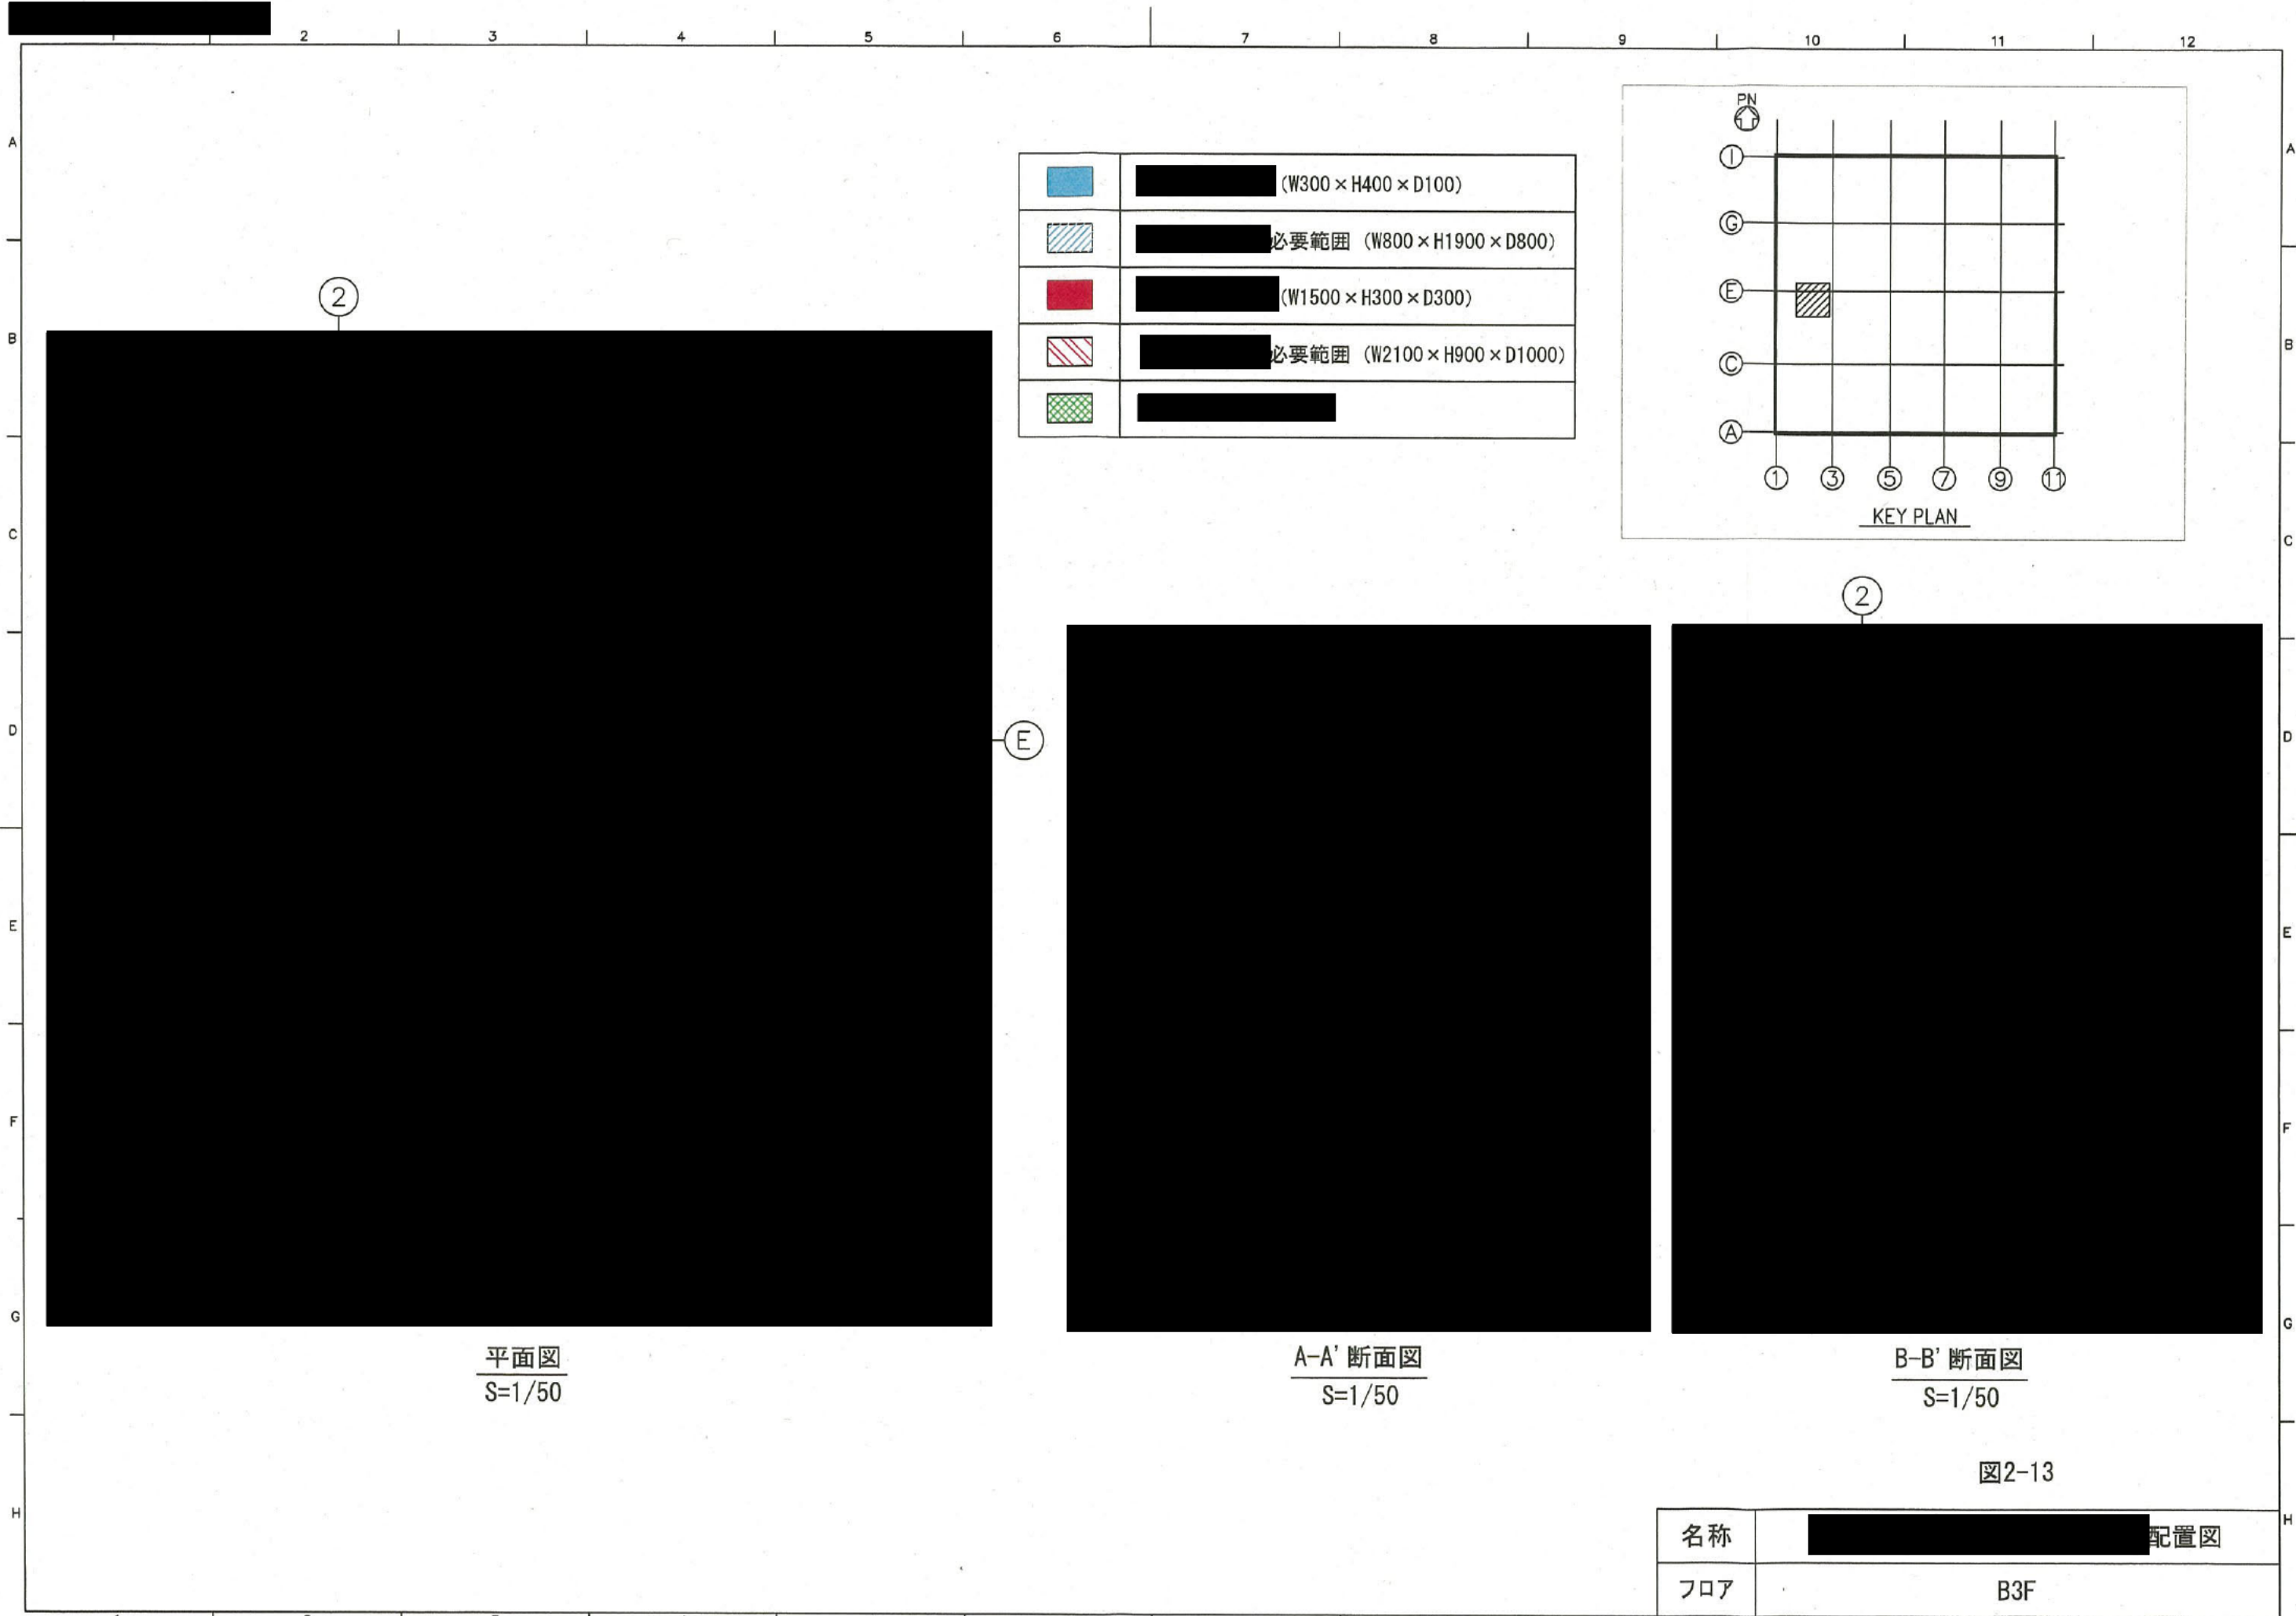 2 3 4 5 6 7 8 9 10 11 12
A
B
C
D
E
F
G
H
A
B
C
D
E
F
G
H
(W300×H400×D100)
必要範囲 (W800×H1900×D800)
(W1500×H300×D300)
必要範囲 (W2100×H900×D1000)
PN
I
G
E
C
A
1 3 5 7 9 11
KEY PLAN
2
E
2
平面図
S=1/50
A-A' 断面図
S=1/50
B-B' 断面図
S=1/50
図2-13
名称 配置図
フロア B3F